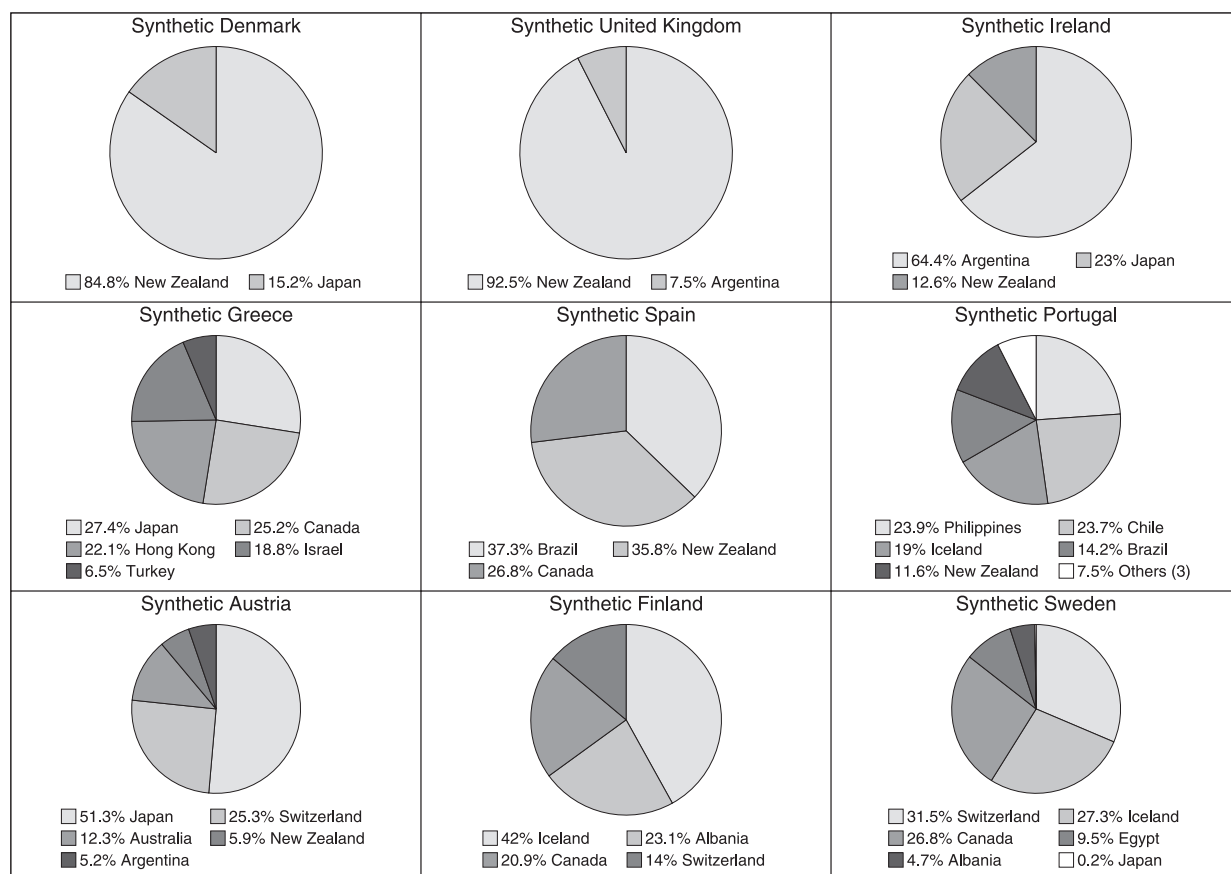 Synthetic Denmark
84.8% New Zealand 15.2% Japan
Synthetic United Kingdom
92.5% New Zealand 7.5% Argentina
Synthetic Ireland
64.4% Argentina 23% Japan
12.6% New Zealand
Synthetic Greece
27.4% Japan 25.2% Canada
22.1% Hong Kong 18.8% Israel
6.5% Turkey
Synthetic Spain
37.3% Brazil 35.8% New Zealand
26.8% Canada
Synthetic Portugal
23.9% Philippines 23.7% Chile
19% Iceland 14.2% Brazil
11.6% New Zealand 7.5% Others (3)
Synthetic Austria
51.3% Japan 25.3% Switzerland
12.3% Australia 5.9% New Zealand
5.2% Argentina
Synthetic Finland
42% Iceland 23.1% Albania
20.9% Canada 14% Switzerland
Synthetic Sweden
31.5% Switzerland 27.3% Iceland
26.8% Canada 9.5% Egypt
4.7% Albania 0.2% Japan